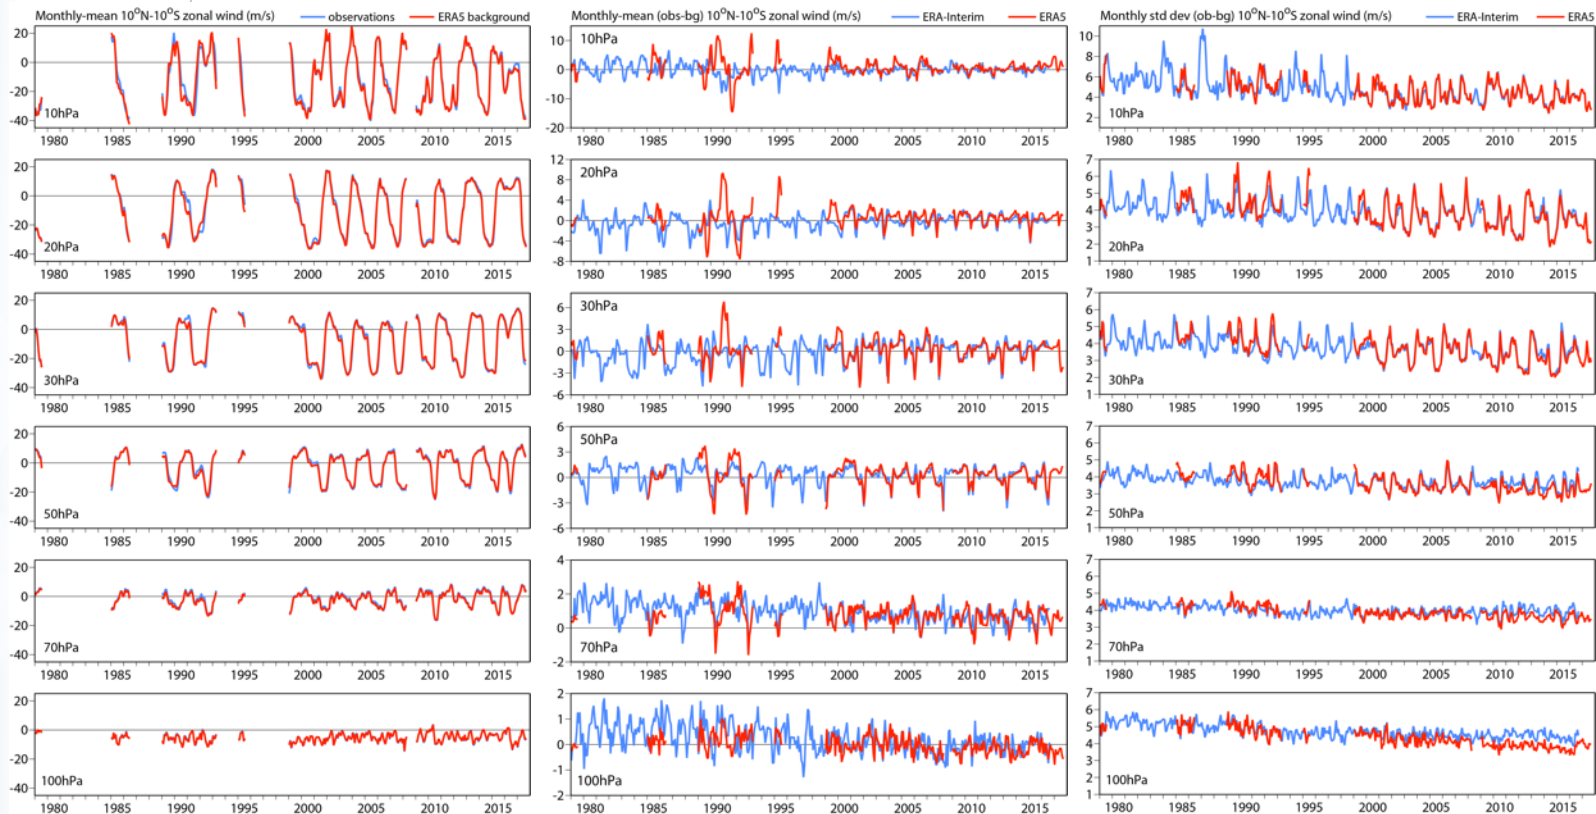 Monthly-mean 10°N-10°S zonal wind (m/s) observations ERA5 background
20
0
-20
-40
10hPa
1980 1985 1990 1995 2000 2005 2010 2015
Monthly-mean (obs-bg) 10°N-10°S zonal wind (m/s) ERA-Interim ERA5
10
0
-10
-20
10hPa
1980 1985 1990 1995 2000 2005 2010 2015
Monthly std dev (ob-bg) 10°N-10°S zonal wind (m/s) ERA-Interim ERA5
10
8
6
4
2
10hPa
1980 1985 1990 1995 2000 2005 2010 2015
20
0
-20
-40
20hPa
1980 1985 1990 1995 2000 2005 2010 2015
12
8
4
0
-4
-8
20hPa
1980 1985 1990 1995 2000 2005 2010 2015
7
6
5
4
3
2
1
20hPa
1980 1985 1990 1995 2000 2005 2010 2015
20
0
-20
-40
30hPa
1980 1985 1990 1995 2000 2005 2010 2015
6
3
0
-3
-6
30hPa
1980 1985 1990 1995 2000 2005 2010 2015
7
6
5
4
3
2
1
30hPa
1980 1985 1990 1995 2000 2005 2010 2015
20
0
-20
-40
50hPa
1980 1985 1990 1995 2000 2005 2010 2015
6
3
0
-3
-6
50hPa
1980 1985 1990 1995 2000 2005 2010 2015
7
6
5
4
3
2
1
50hPa
1980 1985 1990 1995 2000 2005 2010 2015
20
0
-20
-40
70hPa
1980 1985 1990 1995 2000 2005 2010 2015
4
2
0
-2
70hPa
1980 1985 1990 1995 2000 2005 2010 2015
7
6
5
4
3
2
1
70hPa
1980 1985 1990 1995 2000 2005 2010 2015
20
0
-20
-40
100hPa
1980 1985 1990 1995 2000 2005 2010 2015
2
1
0
-1
-2
100hPa
1980 1985 1990 1995 2000 2005 2010 2015
7
6
5
4
3
2
1
100hPa
1980 1985 1990 1995 2000 2005 2010 2015